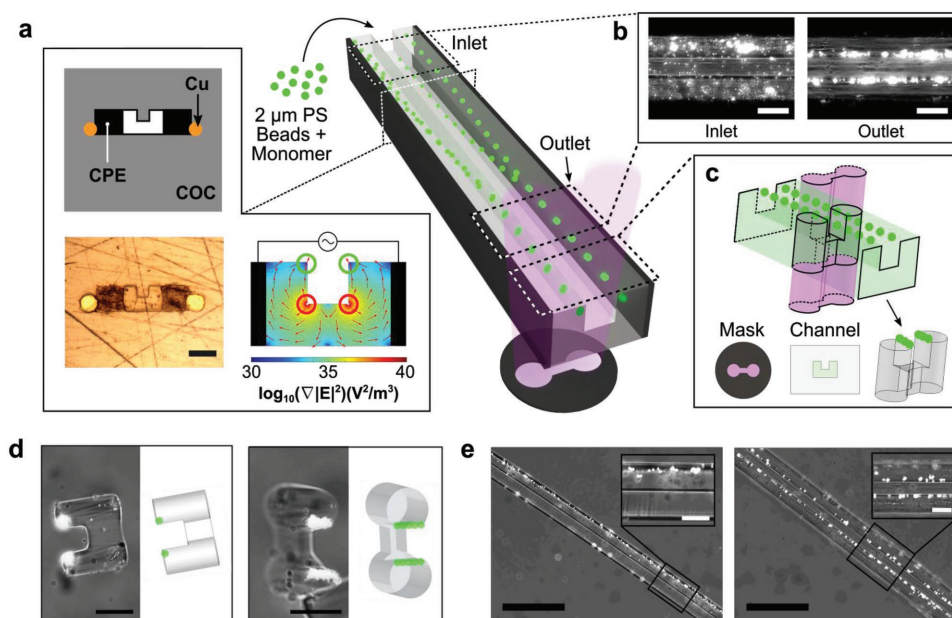 a
Cu
CPE
COC
2 µm PS
Beads +
Monomer
Inlet
Outlet
30
35
40
log₁₀(∇|E|²)(V²/m³)
b
Inlet
Outlet
c
Mask
Channel
d
e